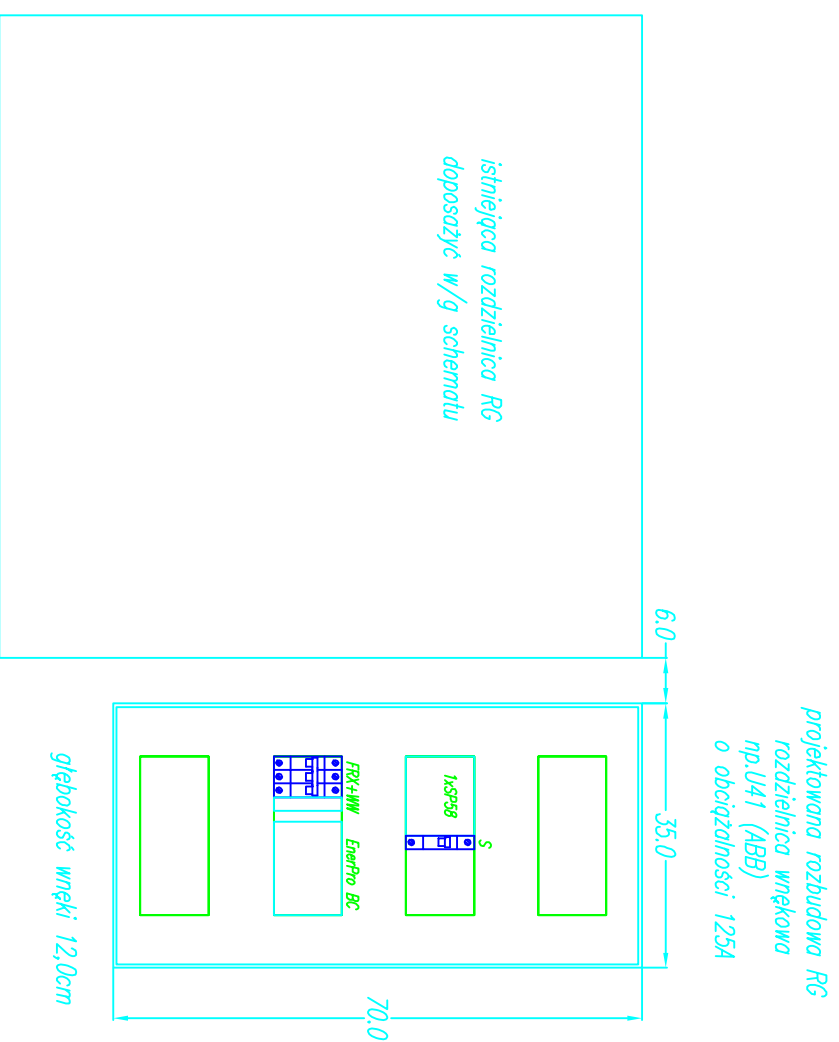 projektowana rozbudowa RG
rozdzielnica wnękowa
np.U41 (ABB)
o obciążalności 125A
6.0
35.0
istniejąca rozdzielnica RG
doposażyć w/g schematu
S
1xSP58
FRX+WW EnerPro BC
70.0
głębokość wnęki 12,0cm